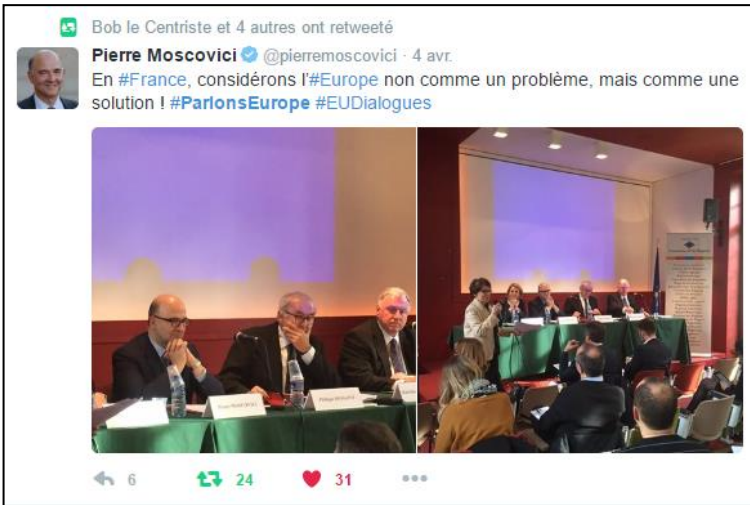 Bob le Centriste et 4 autres ont retweeté
Pierre Moscovici @pierremoscovici · 4 avr.
En #France, considérons l'#Europe non comme un problème, mais comme une
solution ! #ParlonsEurope #EUDialogues
6 24 31